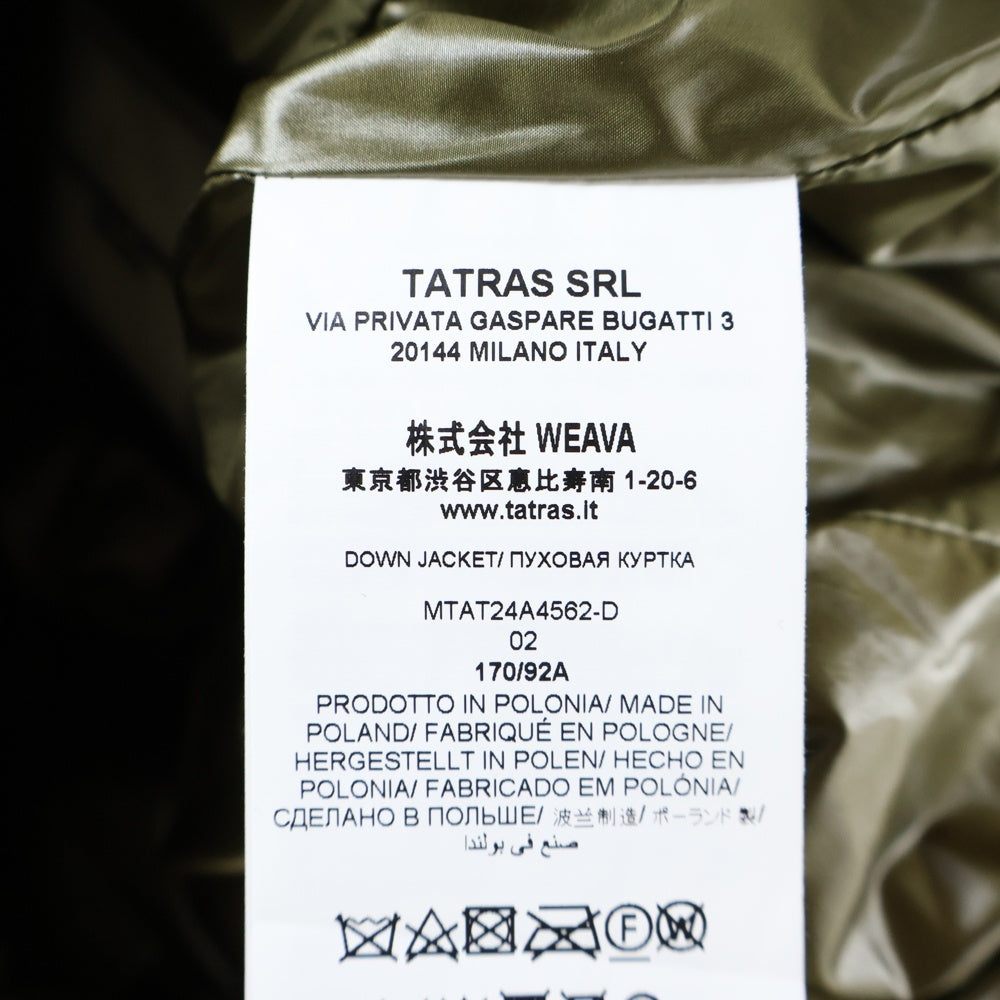 TATRAS SRL
VIA PRIVATA GASPARE BUGATTI 3
20144 MILANO ITALY
株式会社 WEAVA
東京都渋谷区恵比寿南 1-20-6
www.tatras.it
DOWN JACKET/ ПУХОВАЯ КУРТКА
MTAT24A4562-D
02
170/92A
PRODOTTO IN POLONIA/ MADE IN
POLAND/ FABRIQUÉ EN POLOGNE/
HERGESTELLT IN POLEN/ HECHO EN
POLONIA/ FABRICADO EM POLÓNIA/
СДЕЛАНО В ПОЛЬШЕ/ 波兰制造/ ポーランド 製/
صنع في بولندا
F W